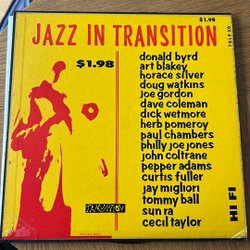 $1.98
JAZZ IN TRANSITION
$1.98
donald byrd
art blakey
horace silver
doug watkins
joe gordon
dave coleman
dick wetmore
herb pomeroy
paul chambers
philly joe jones
john coltrane
pepper adams
curtis fuller
jay migliori
tommy ball
sun ra
cecil taylor
HI FI
TRANSITION